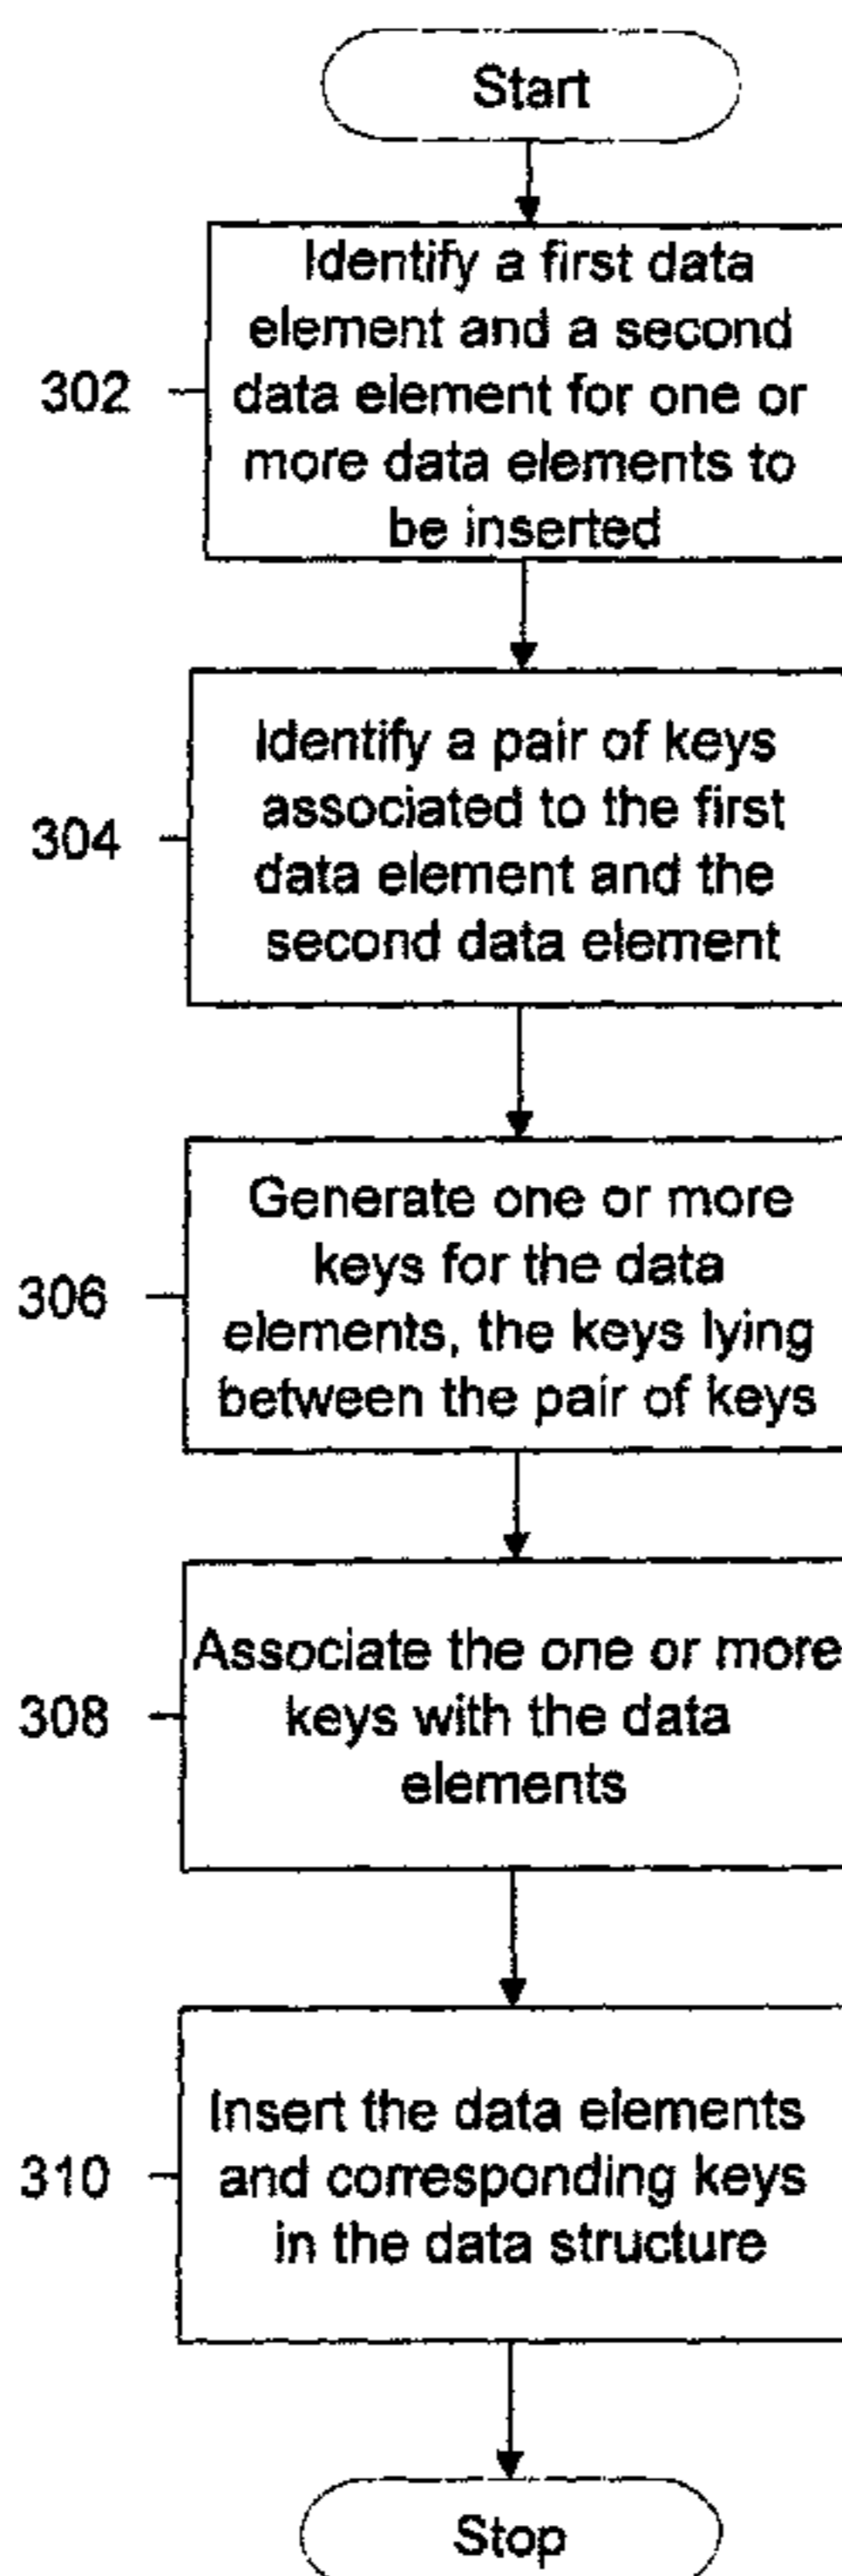 Start
Identify a first data
element and a second
302
data element for one or
more data elements to
be inserted
Identify a pair of keys
associated to the first
304
data element and the
second data element
Generate one or more
keys for the data
306
elements, the keys lying
between the pair of keys
Associate the one or more
308
keys with the data
elements
Insert the data elements
310
and corresponding keys
in the data structure
Stop